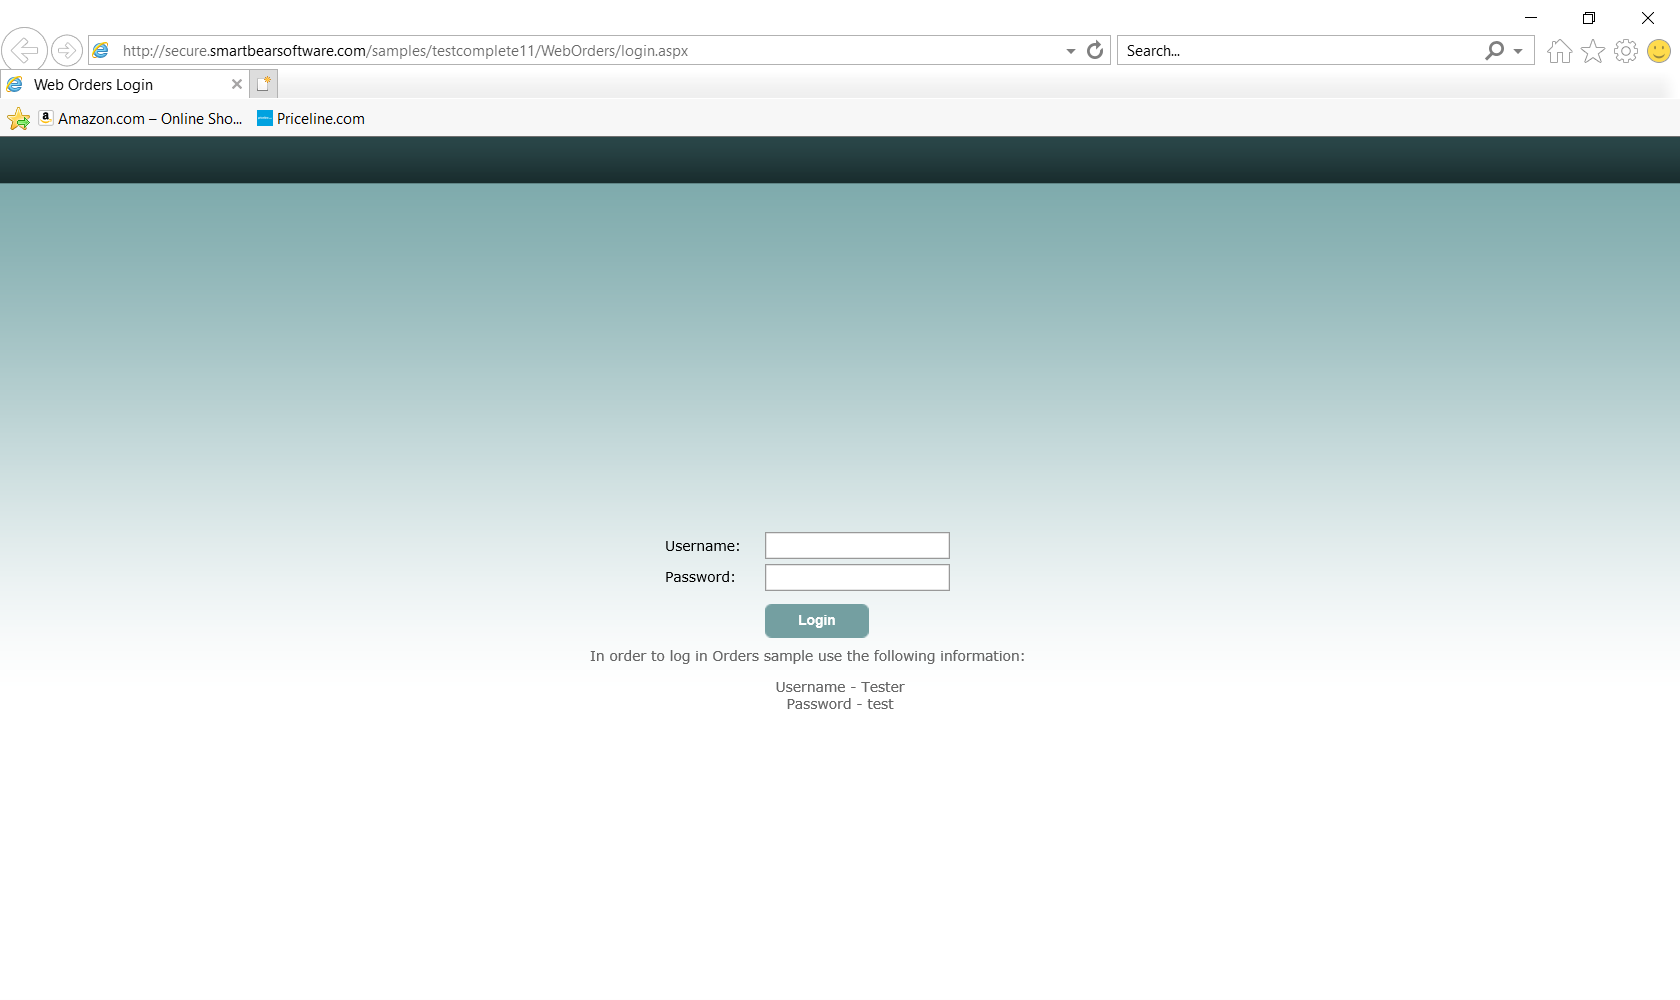 http://secure.smartbearsoftware.com/samples/testcomplete11/WebOrders/login.aspx
Search...
Web Orders Login
a Amazon.com – Online Sho...
Priceline.com
Username:
Password:
Login
In order to log in Orders sample use the following information:
Username - Tester
Password - test